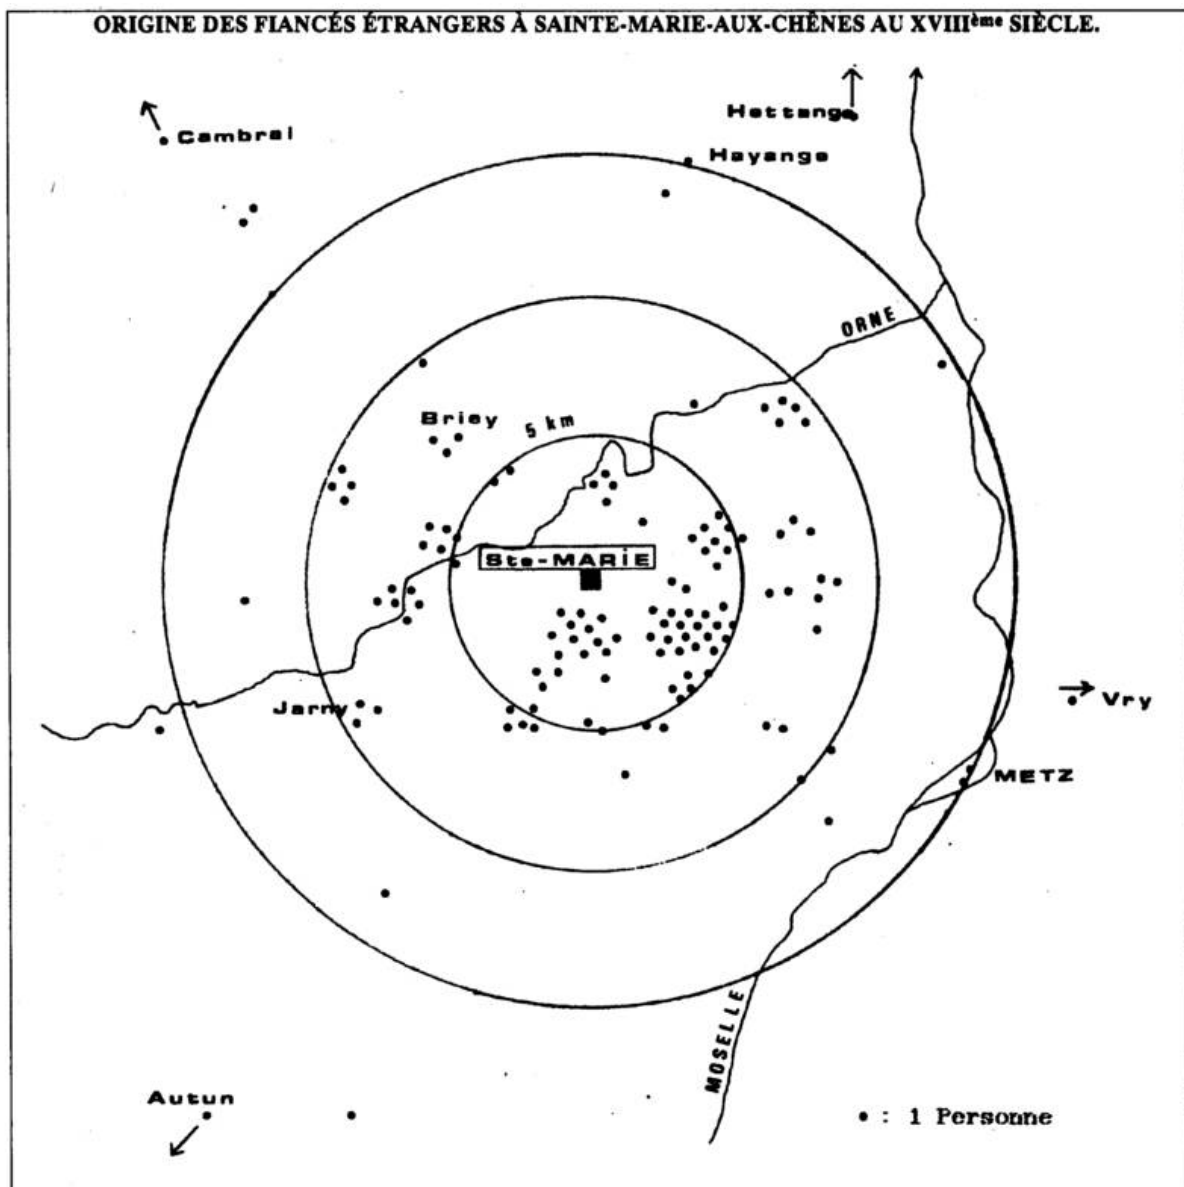 ORIGINE DES FIANCÉS ÉTRANGERS À SAINTE-MARIE-AUX-CHÊNES AU XVIIIème SIÈCLE.
Cambrai
Hettange
Hayange
ORNE
Briey
5 km
Ste-MARiE
Jarny
Vry
METZ
MOSELLE
Autun
: 1 Personne